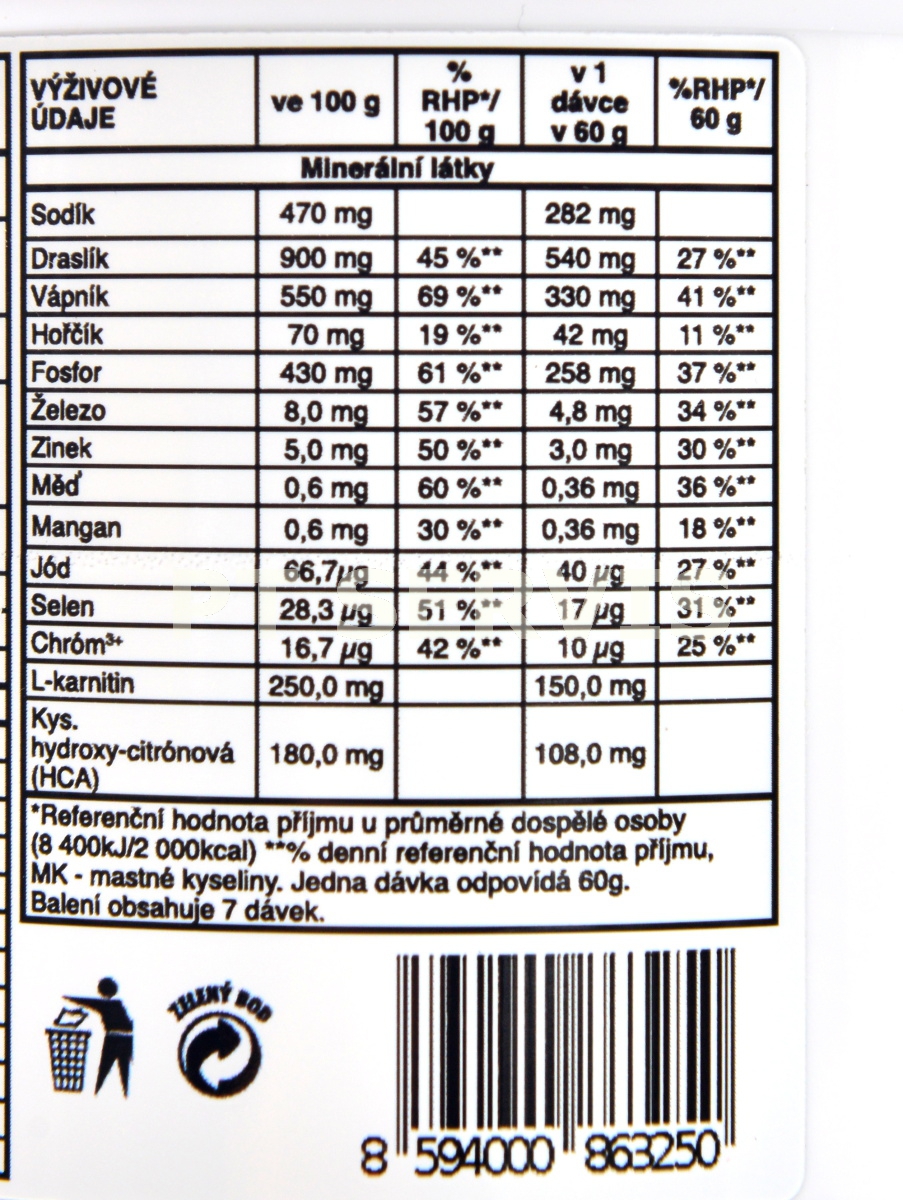 VÝŽIVOVÉ ÚDAJE ve 100 g % RHP*/ 100 g v 1 dávce v 60 g %RHP*/ 60 g
Minerální látky
Sodík 470 mg 282 mg
Draslík 900 mg 45 %** 540 mg 27 %**
Vápník 550 mg 69 %** 330 mg 41 %**
Hořčík 70 mg 19 %** 42 mg 11 %**
Fosfor 430 mg 61 %** 258 mg 37 %**
Železo 8,0 mg 57 %** 4,8 mg 34 %**
Zinek 5,0 mg 50 %** 3,0 mg 30 %**
Měď 0,6 mg 60 %** 0,36 mg 36 %**
Mangan 0,6 mg 30 %** 0,36 mg 18 %**
Jód 66,7µg 44 %** 40 µg 27 %**
Selen 28,3 µg 51 %** 17 µg 31 %**
Chróm³⁺ 16,7 µg 42 %** 10 µg 25 %**
L-karnitin 250,0 mg 150,0 mg
Kys. hydroxy-citrónová (HCA) 180,0 mg 108,0 mg
*Referenční hodnota příjmu u průměrné dospělé osoby
(8 400kJ/2 000kcal) **% denní referenční hodnota příjmu,
MK - mastné kyseliny. Jedna dávka odpovídá 60g.
Balení obsahuje 7 dávek.
ZELENÝ BOD
8 594000 863250